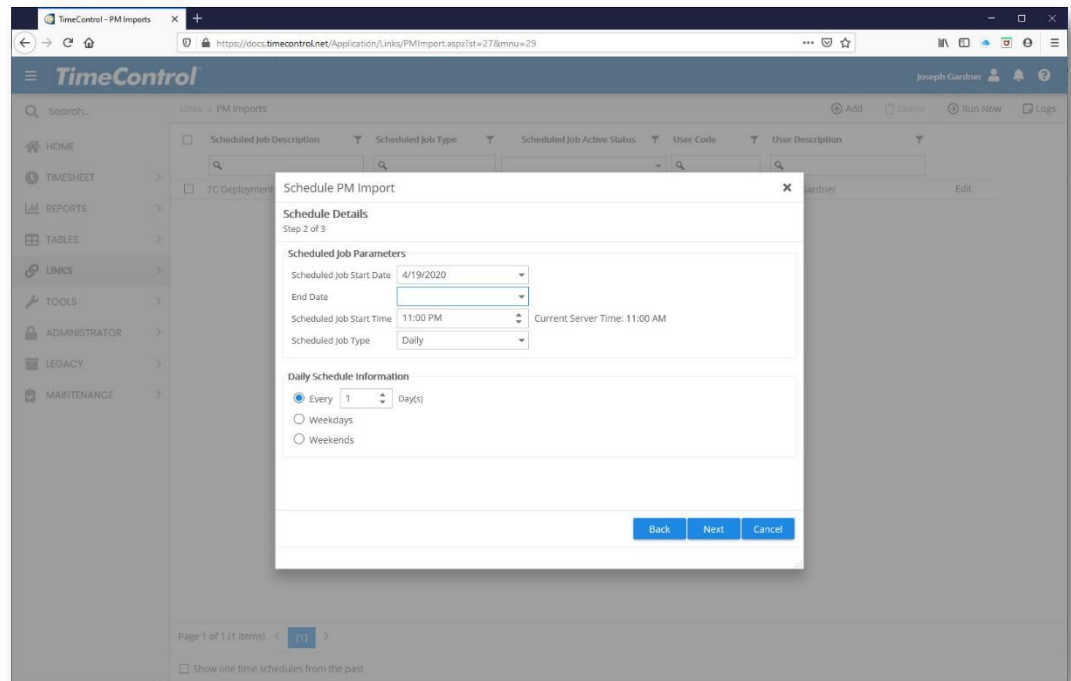 TimeControl - PM Imports
https://docs.timecontrol.net/Application/Links/PMImport.aspx?st=27&mnu=29
TimeControl
Joseph Gardner
Search...
Links > PM Imports
Add
Delete
Run Now
Logs
Scheduled Job Description
Scheduled Job Type
Scheduled Job Active Status
User Code
User Description
TC Deployment
Gardner
Edit
HOME
TIMESHEET
REPORTS
TABLES
LINKS
TOOLS
ADMINISTRATOR
LEGACY
MAINTENANCE
Schedule PM Import
Schedule Details
Step 2 of 3
Scheduled Job Parameters
Scheduled Job Start Date 4/19/2020
End Date
Scheduled Job Start Time 11:00 PM Current Server Time: 11:00 AM
Scheduled Job Type Daily
Daily Schedule Information
Every 1 Day(s)
Weekdays
Weekends
Back Next Cancel
Page 1 of 1 (1 items) < [1] >
Show one time schedules from the past